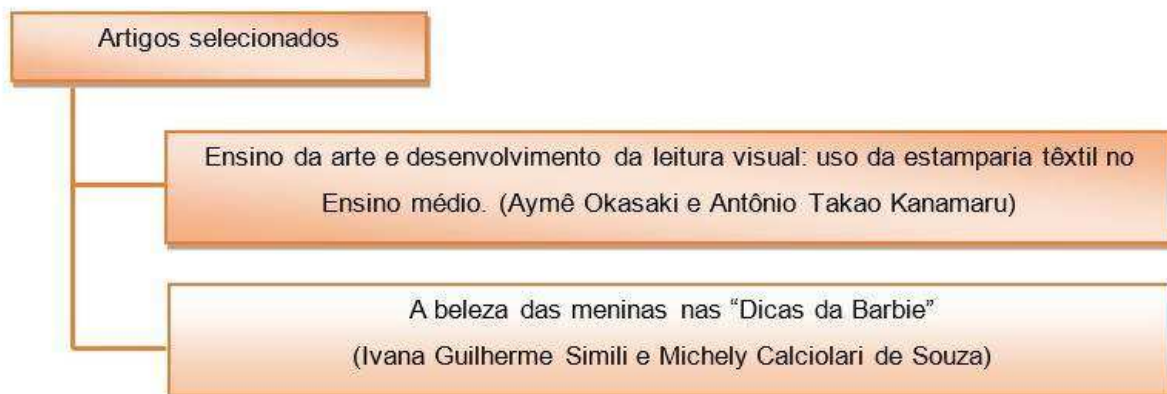 Artigos selecionados
Ensino da arte e desenvolvimento da leitura visual: uso da estamparia têxtil no
Ensino médio. (Aymê Okasaki e Antônio Takao Kanamaru)
A beleza das meninas nas “Dicas da Barbie”
(Ivana Guilherme Simili e Michely Calciolari de Souza)